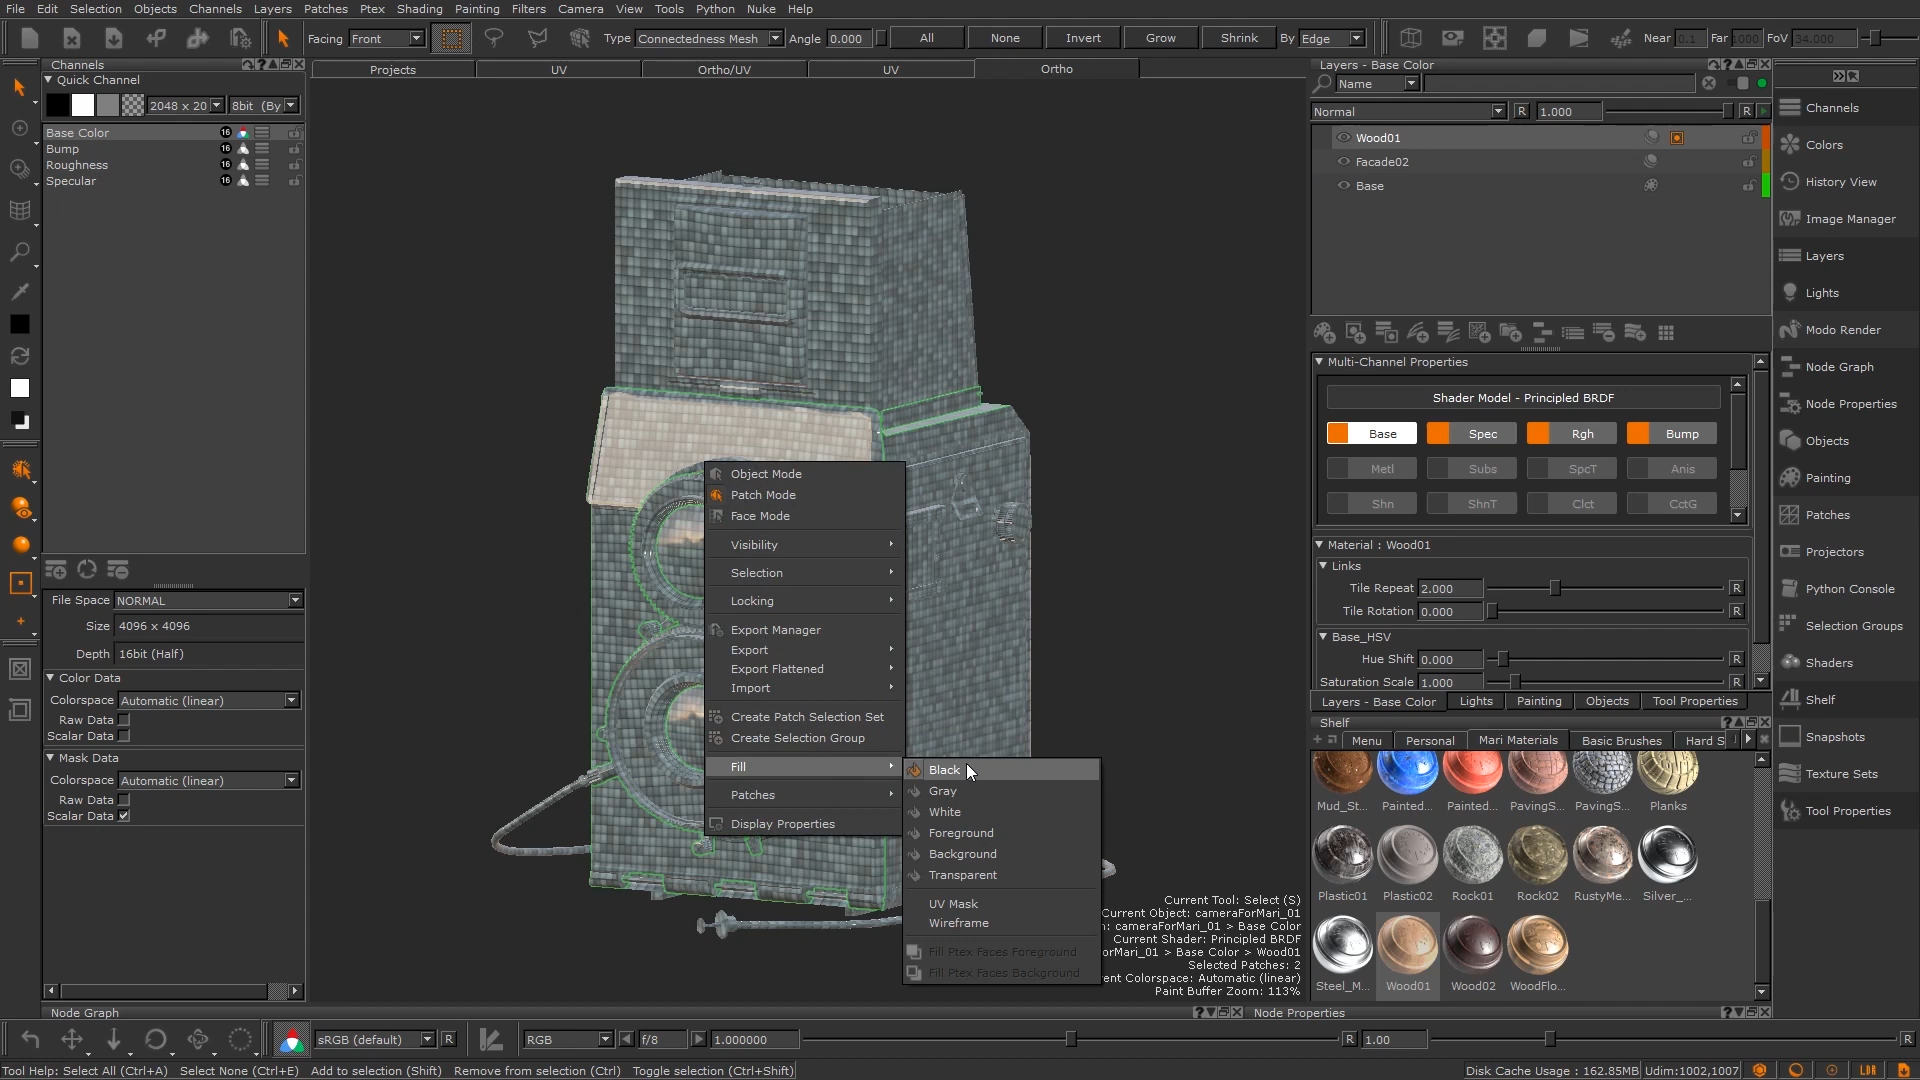 File Edit Selection Objects Channels Layers Patches Ptex Shading Painting Filters Camera View Tools Python Nuke Help
Facing Front Type Connectedness Mesh Angle 0.000 All None Invert Grow Shrink By Edge Near 0.1 Far 1000 FoV 34.000
Channels
Quick Channel
2048 x 20 8bit (By
Base Color 16
Bump 16
Roughness 16
Specular 16
File Space NORMAL
Size 4096 x 4096
Depth 16bit (Half)
Color Data
Colorspace Automatic (linear)
Raw Data
Scalar Data
Mask Data
Colorspace Automatic (linear)
Raw Data
Scalar Data
Projects UV Ortho/UV UV Ortho
Object Mode
Patch Mode
Face Mode
Visibility
Selection
Locking
Export Manager
Export
Export Flattened
Import
Create Patch Selection Set
Create Selection Group
Fill
Patches
Display Properties
Black
Gray
White
Foreground
Background
Transparent
UV Mask
Wireframe
Fill Ptex Faces Foreground
Fill Ptex Faces Background
Current Tool: Select (S)
Current Object: cameraForMari_01
: cameraForMari_01 > Base Color
Current Shader: Principled BRDF
orMari_01 > Base Color > Wood01
Selected Patches: 2
ent Colorspace: Automatic (linear)
Paint Buffer Zoom: 113%
Layers - Base Color
Name
Normal R 1.000 R
Wood01
Facade02
Base
Multi-Channel Properties
Shader Model - Principled BRDF
Base Spec Rgh Bump
Metl Subs SpcT Anis
Shn ShnT Clct CctG
Material : Wood01
Links
Tile Repeat 2.000 R
Tile Rotation 0.000 R
Base_HSV
Hue Shift 0.000 R
Saturation Scale 1.000 R
Layers - Base Color Lights Painting Objects Tool Properties
Shelf
Menu Personal Mari Materials Basic Brushes Hard S
Mud_St... Painted... Painted... PavingS... PavingS... Planks
Plastic01 Plastic02 Rock01 Rock02 RustyMe... Silver_...
Steel_M... Wood01 Wood02 WoodFlo...
Channels
Colors
History View
Image Manager
Layers
Lights
Modo Render
Node Graph
Node Properties
Objects
Painting
Patches
Projectors
Python Console
Selection Groups
Shaders
Shelf
Snapshots
Texture Sets
Tool Properties
Node Graph Node Properties
sRGB (default) R RGB f/8 1.000000 R 1.00 R
Tool Help: Select All (Ctrl+A) Select None (Ctrl+E) Add to selection (Shift) Remove from selection (Ctrl) Toggle selection (Ctrl+Shift) Disk Cache Usage : 162.85MB Udim:1002,1007 LDR